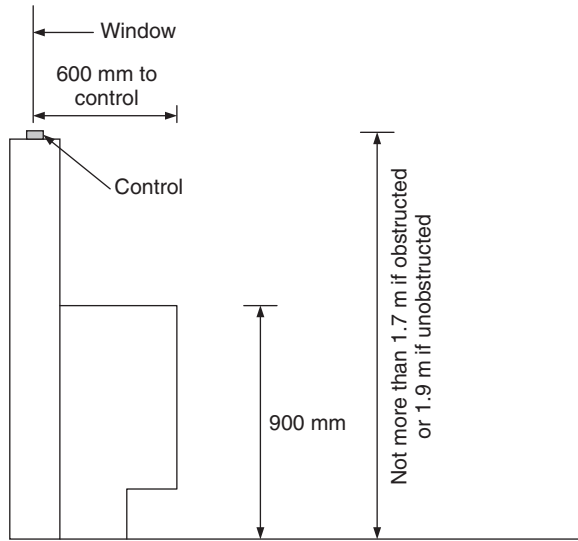 Window
600 mm to
control
Control
900 mm
Not more than 1.7 m if obstructed
or 1.9 m if unobstructed